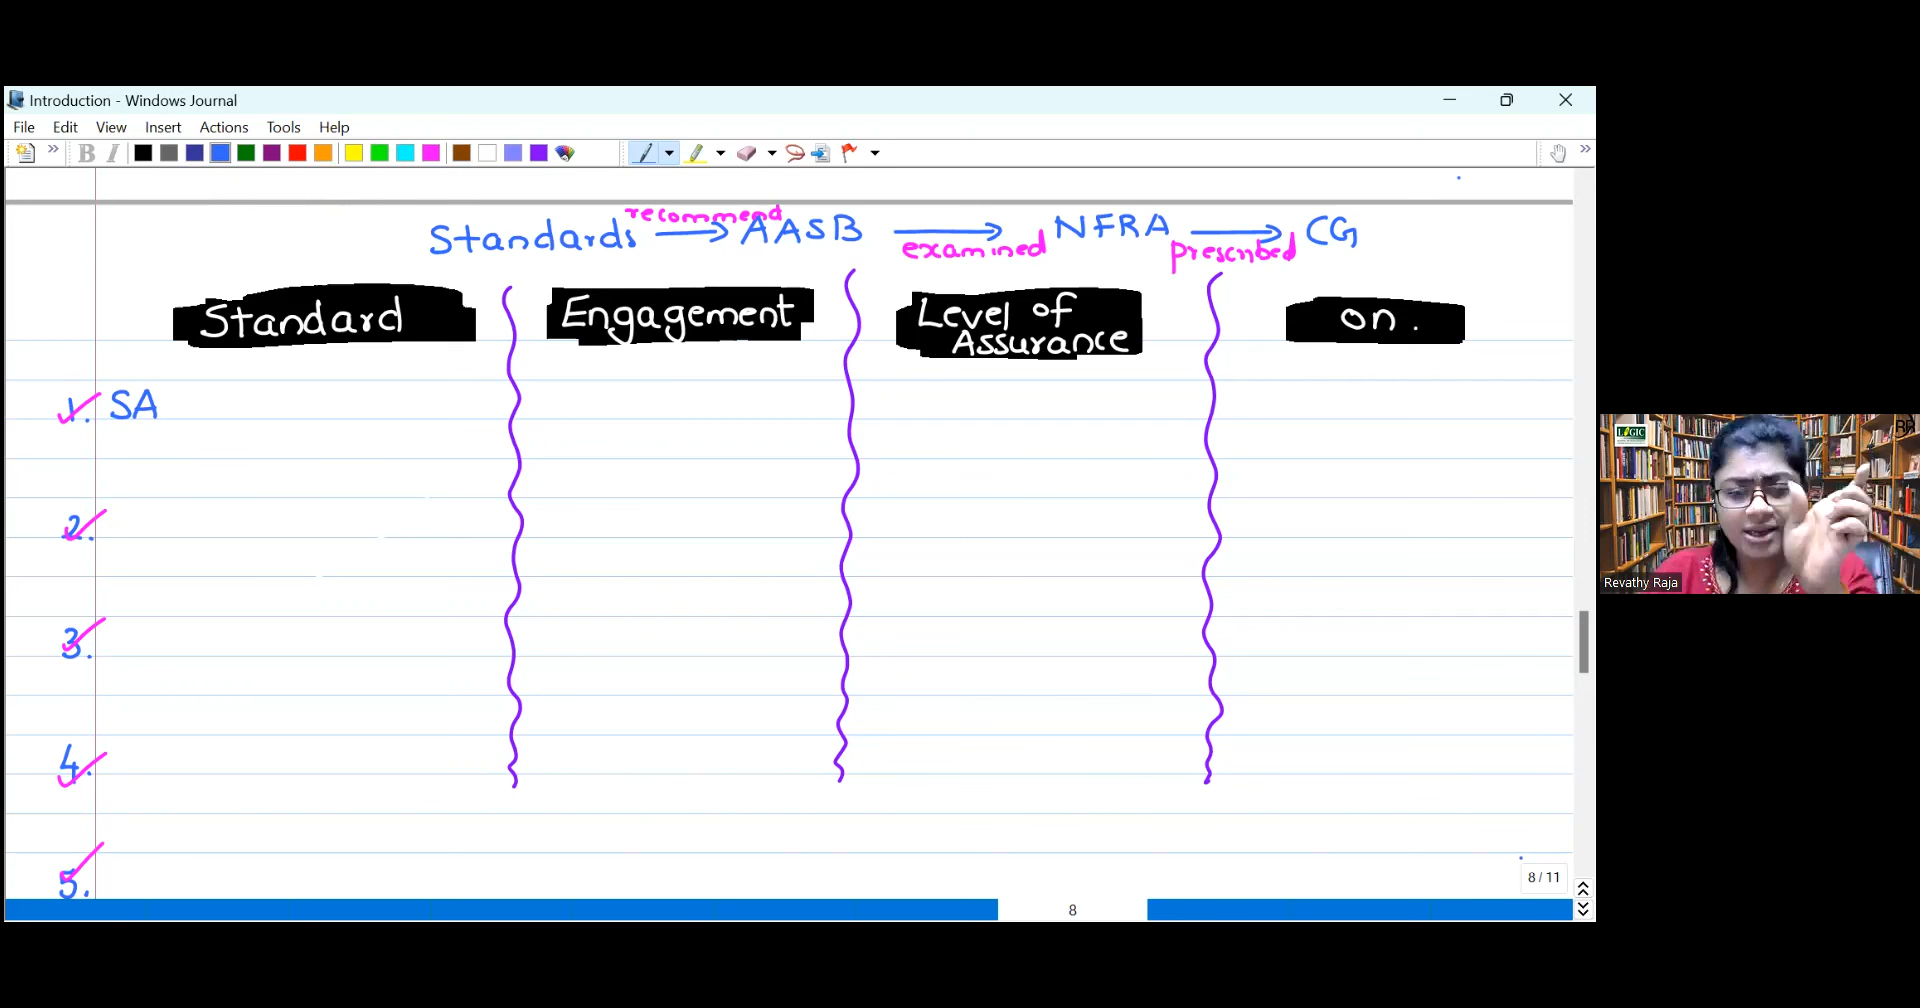 Introduction - Windows Journal
File Edit View Insert Actions Tools Help
B I
recommend
Standards → AASB → NFRA → CG
examined prescribed
Standard Engagement Level of Assurance on.
1. SA
2.
3.
4.
5.
8 / 11
8
LOGIC
Revathy Raja